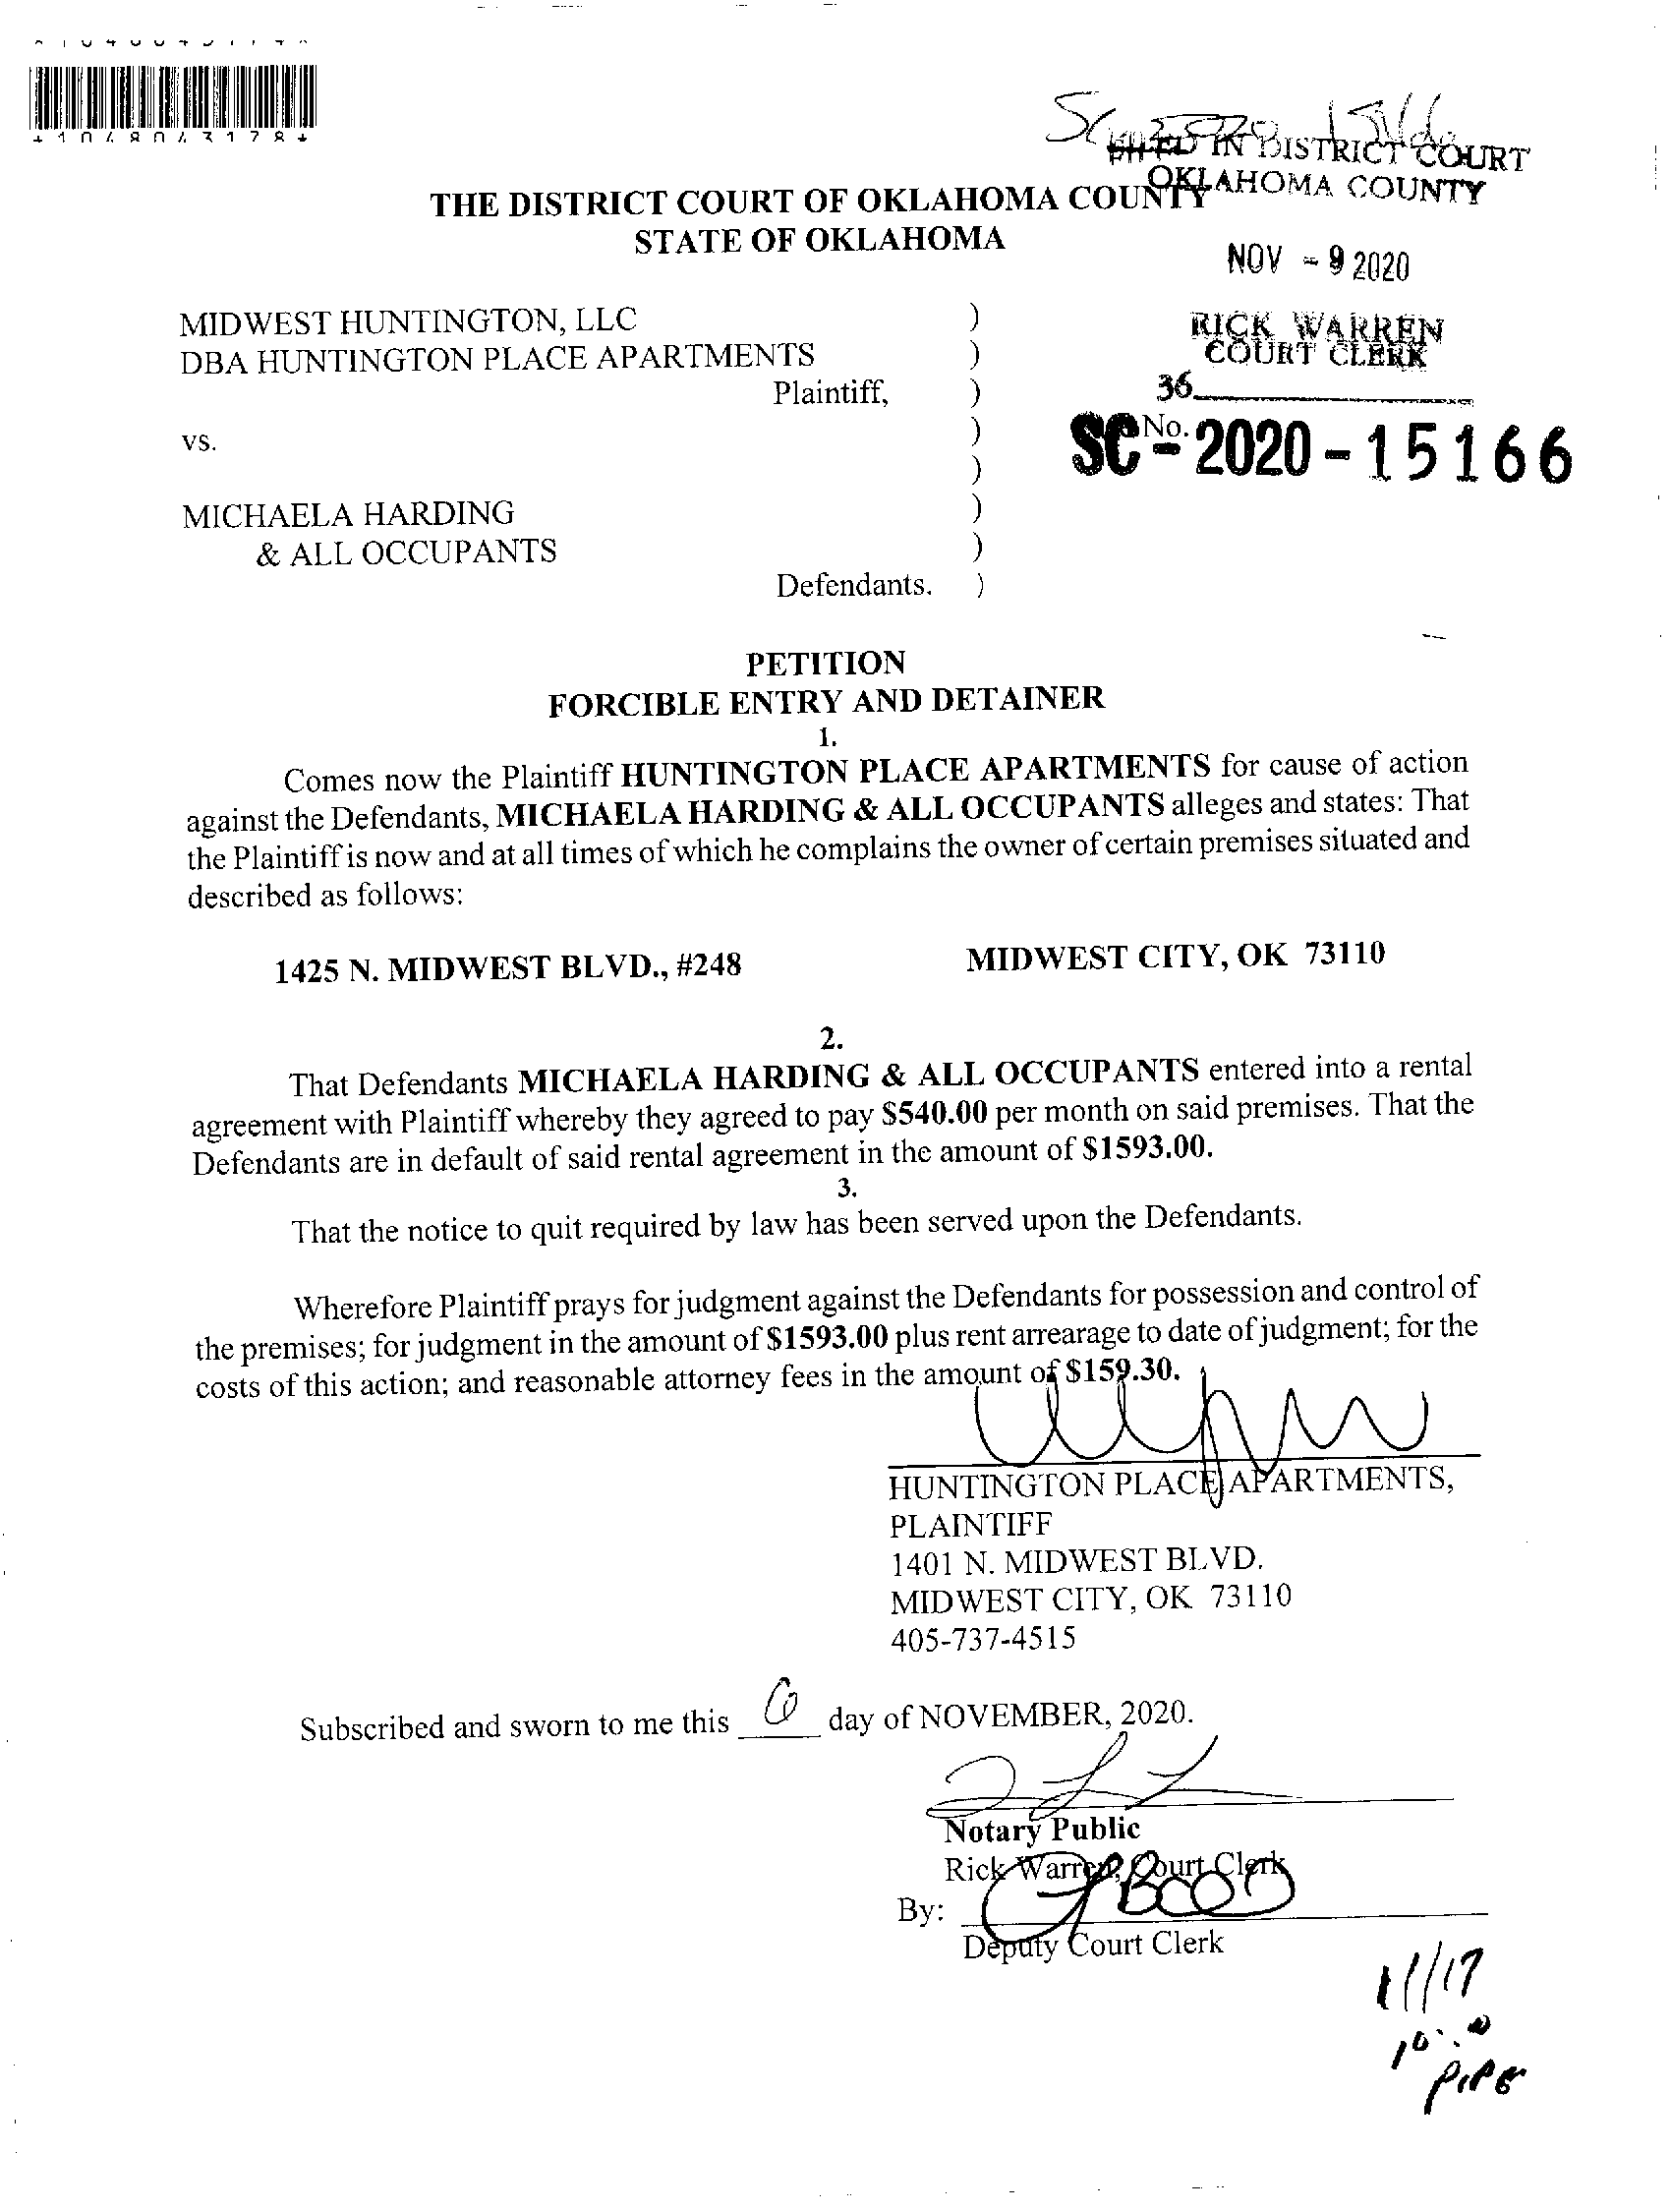 SC 2020 15166
FILED IN DISTRICT COURT
OKLAHOMA COUNTY
THE DISTRICT COURT OF OKLAHOMA COUNTY
STATE OF OKLAHOMA
NOV - 9 2020
MIDWEST HUNTINGTON, LLC )
DBA HUNTINGTON PLACE APARTMENTS )
Plaintiff, )
RICK WARREN
COURT CLERK
36
vs. )
No.
SC - 2020 - 15166
)
MICHAELA HARDING )
& ALL OCCUPANTS )
Defendants. )
PETITION
FORCIBLE ENTRY AND DETAINER
1.
Comes now the Plaintiff HUNTINGTON PLACE APARTMENTS for cause of action
against the Defendants, MICHAELA HARDING & ALL OCCUPANTS alleges and states: That
the Plaintiff is now and at all times of which he complains the owner of certain premises situated and
described as follows:
1425 N. MIDWEST BLVD., #248 MIDWEST CITY, OK 73110
2.
That Defendants MICHAELA HARDING & ALL OCCUPANTS entered into a rental
agreement with Plaintiff whereby they agreed to pay $540.00 per month on said premises. That the
Defendants are in default of said rental agreement in the amount of $1593.00.
3.
That the notice to quit required by law has been served upon the Defendants.
Wherefore Plaintiff prays for judgment against the Defendants for possession and control of
the premises; for judgment in the amount of $1593.00 plus rent arrearage to date of judgment; for the
costs of this action; and reasonable attorney fees in the amount of $159.30.
HUNTINGTON PLACE APARTMENTS,
PLAINTIFF
1401 N. MIDWEST BLVD.
MIDWEST CITY, OK 73110
405-737-4515
Subscribed and sworn to me this 6 day of NOVEMBER, 2020.
Notary Public
Rick Warren, Court Clerk
By:
Deputy Court Clerk
11/17